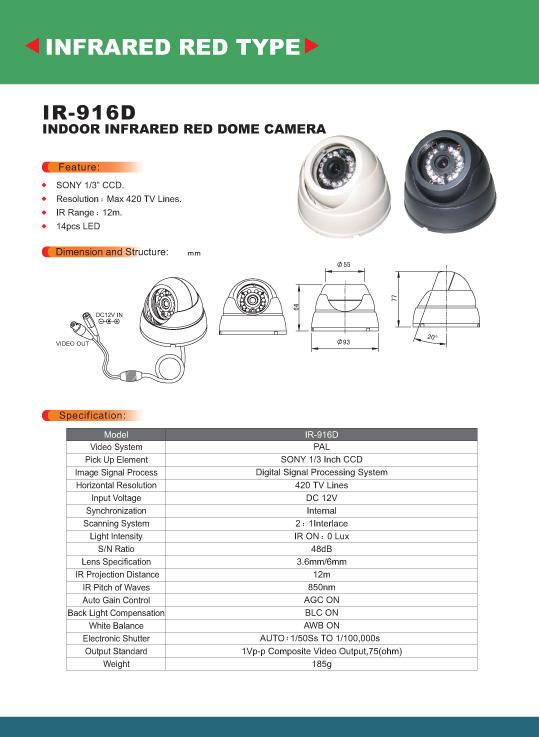 INFRARED RED TYPE
IR-916D
INDOOR INFRARED RED DOME CAMERA
Feature:
SONY 1/3" CCD.
Resolution : Max 420 TV Lines.
IR Range : 12m.
14pcs LED
Dimension and Structure: mm
DC12V IN
VIDEO OUT
Ø55
64
Ø93
77
20°
Specification:
Model IR-916D
Video System PAL
Pick Up Element SONY 1/3 Inch CCD
Image Signal Process Digital Signal Processing System
Horizontal Resolution 420 TV Lines
Input Voltage DC 12V
Synchronization Internal
Scanning System 2 : 1Interlace
Light Intensity IR ON : 0 Lux
S/N Ratio 48dB
Lens Specification 3.6mm/6mm
IR Projection Distance 12m
IR Pitch of Waves 850nm
Auto Gain Control AGC ON
Back Light Compensation BLC ON
White Balance AWB ON
Electronic Shutter AUTO : 1/50Ss TO 1/100,000s
Output Standard 1Vp-p Composite Video Output,75(ohm)
Weight 185g